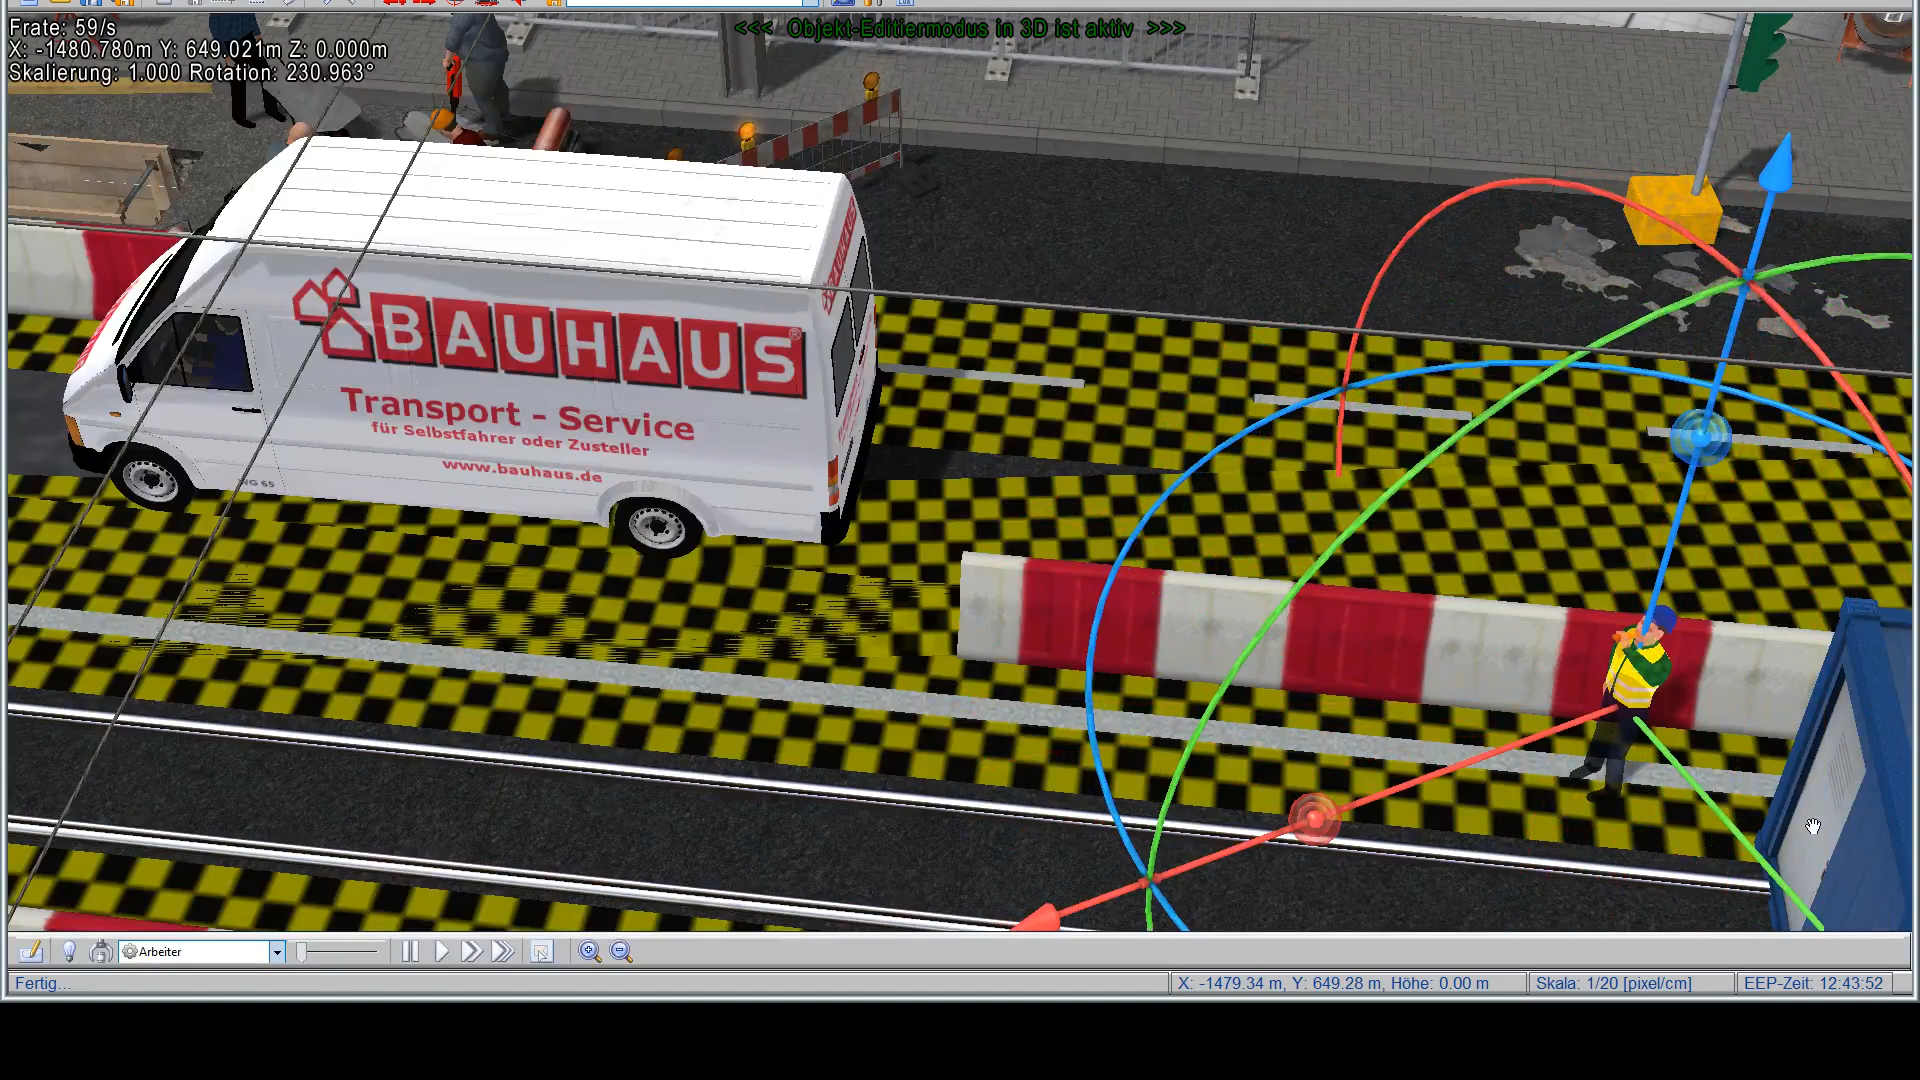 <<< Objekt-Editiermodus in 3D ist aktiv >>>
Frate: 59/s
X: -1480.780m Y: 649.021m Z: 0.000m
Skalierung: 1.000 Rotation: 230.963°
BAUHAUS®
Transport - Service
für Selbstfahrer oder Zusteller
www.bauhaus.de
BAUHAUS
Arbeiter
Fertig...
X: -1479.34 m, Y: 649.28 m, Höhe: 0.00 m
Skala: 1/20 [pixel/cm]
EEP-Zeit: 12:43:52